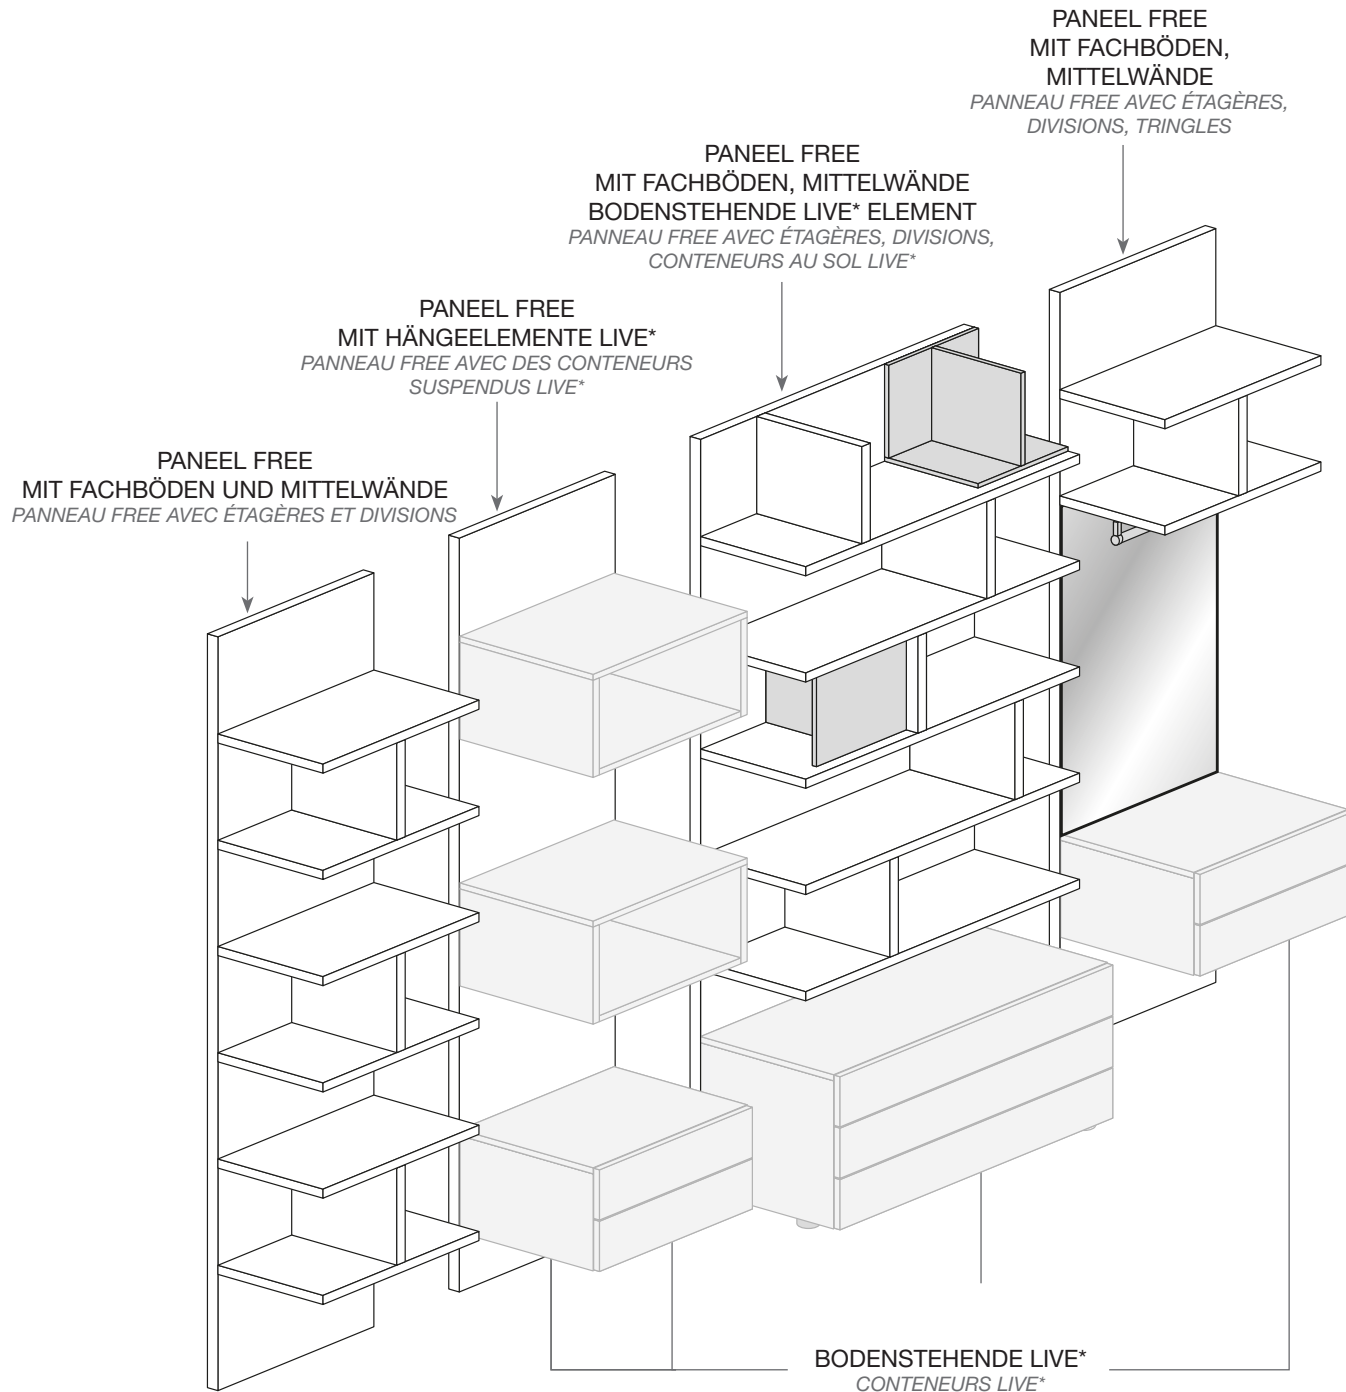 PANEEL FREE
MIT FACHBÖDEN,
MITTELWÄNDE
PANNEAU FREE AVEC ÉTAGÈRES,
DIVISIONS, TRINGLES
PANEEL FREE
MIT FACHBÖDEN, MITTELWÄNDE
BODENSTEHENDE LIVE* ELEMENT
PANNEAU FREE AVEC ÉTAGÈRES, DIVISIONS,
CONTENEURS AU SOL LIVE*
PANEEL FREE
MIT HÄNGEELEMENTE LIVE*
PANNEAU FREE AVEC DES CONTENEURS
SUSPENDUS LIVE*
PANEEL FREE
MIT FACHBÖDEN UND MITTELWÄNDE
PANNEAU FREE AVEC ÉTAGÈRES ET DIVISIONS
BODENSTEHENDE LIVE*
CONTENEURS LIVE*